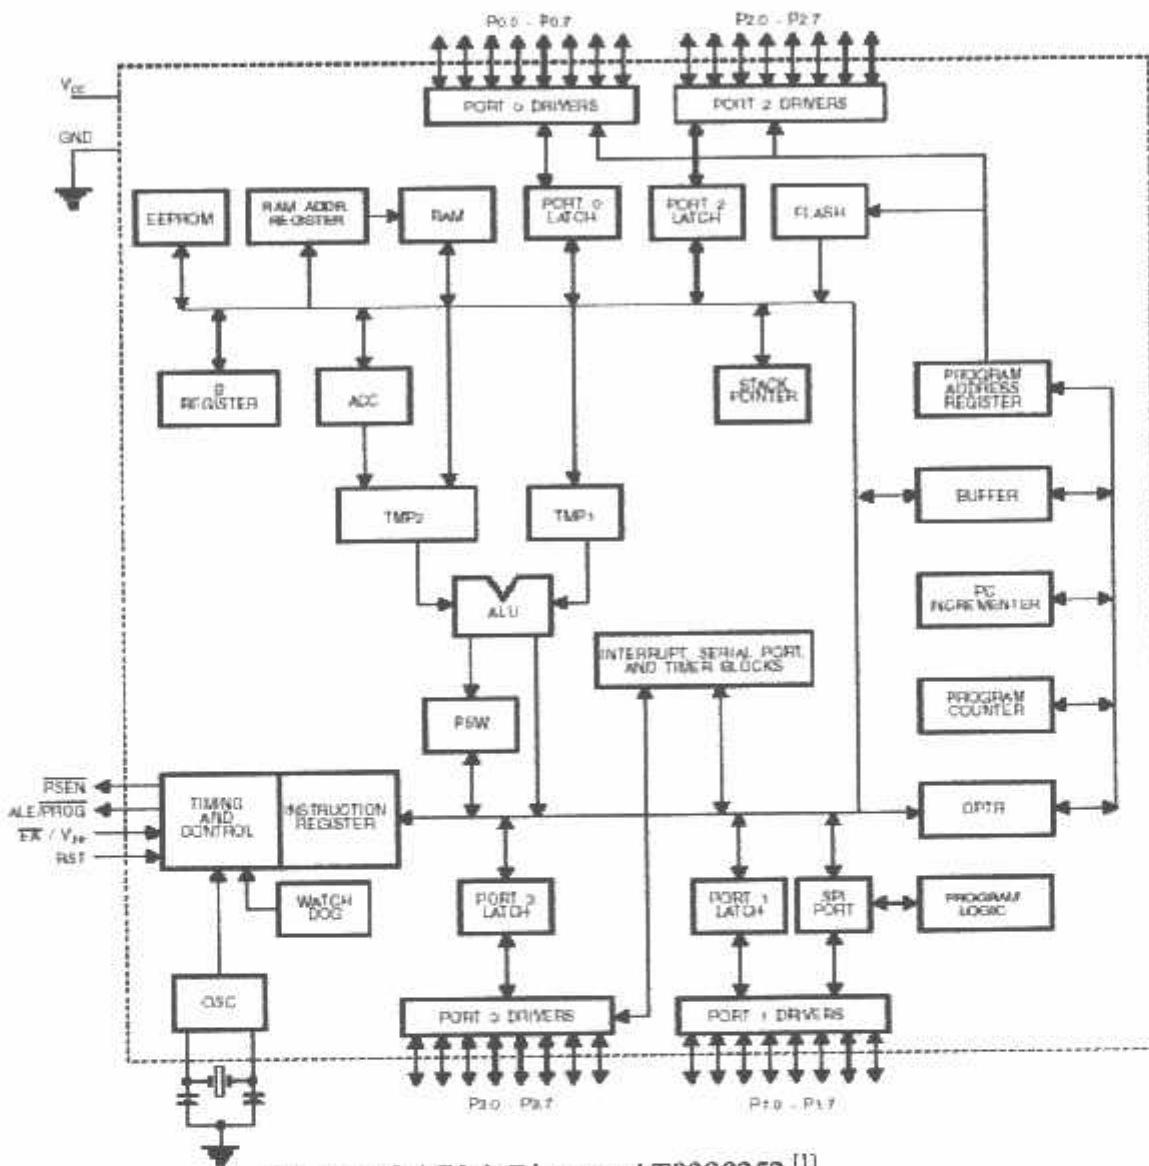 P0.0 - P0.7
P2.0 - P2.7
VCC
GND
PORT 0 DRIVERS
PORT 2 DRIVERS
EEPROM
RAM ADDR.
REGISTER
RAM
PORT 0
LATCH
PORT 2
LATCH
FLASH
B
REGISTER
ACC
STACK
POINTER
PROGRAM
ADDRESS
REGISTER
TMP2
TMP1
BUFFER
ALU
PC
INCREMENTER
INTERRUPT, SERIAL PORT,
AND TIMER BLOCKS
PSW
PROGRAM
COUNTER
PSEN
ALE/PROG
EA / VPP
RST
TIMING
AND
CONTROL
INSTRUCTION
REGISTER
DPTR
WATCH
DOG
PORT 3
LATCH
PORT 1
LATCH
SPI
PORT
PROGRAM
LOGIC
OSC
PORT 3 DRIVERS
PORT 1 DRIVERS
P3.0 - P3.7
P1.0 - P1.7
[1]